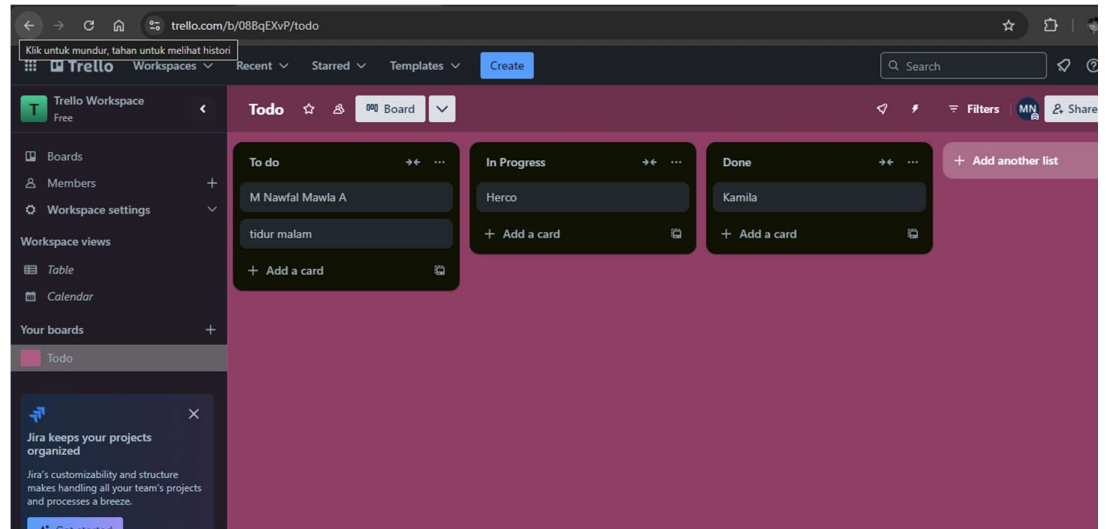 trello.com/b/08BqEXvP/todo
Klik untuk mundur, tahan untuk melihat histori
Trello Workspaces Recent Starred Templates Create Search
T Trello Workspace
Free
Todo Board Filters MN Share
Boards
Members
Workspace settings
Workspace views
Table
Calendar
Your boards
Todo
To do
M Nawfal Mawla A
tidur malam
+ Add a card
In Progress
Herco
+ Add a card
Done
Kamila
+ Add a card
+ Add another list
Jira keeps your projects
organized
Jira's customizability and structure
makes handling all your team's projects
and processes a breeze.
Get started